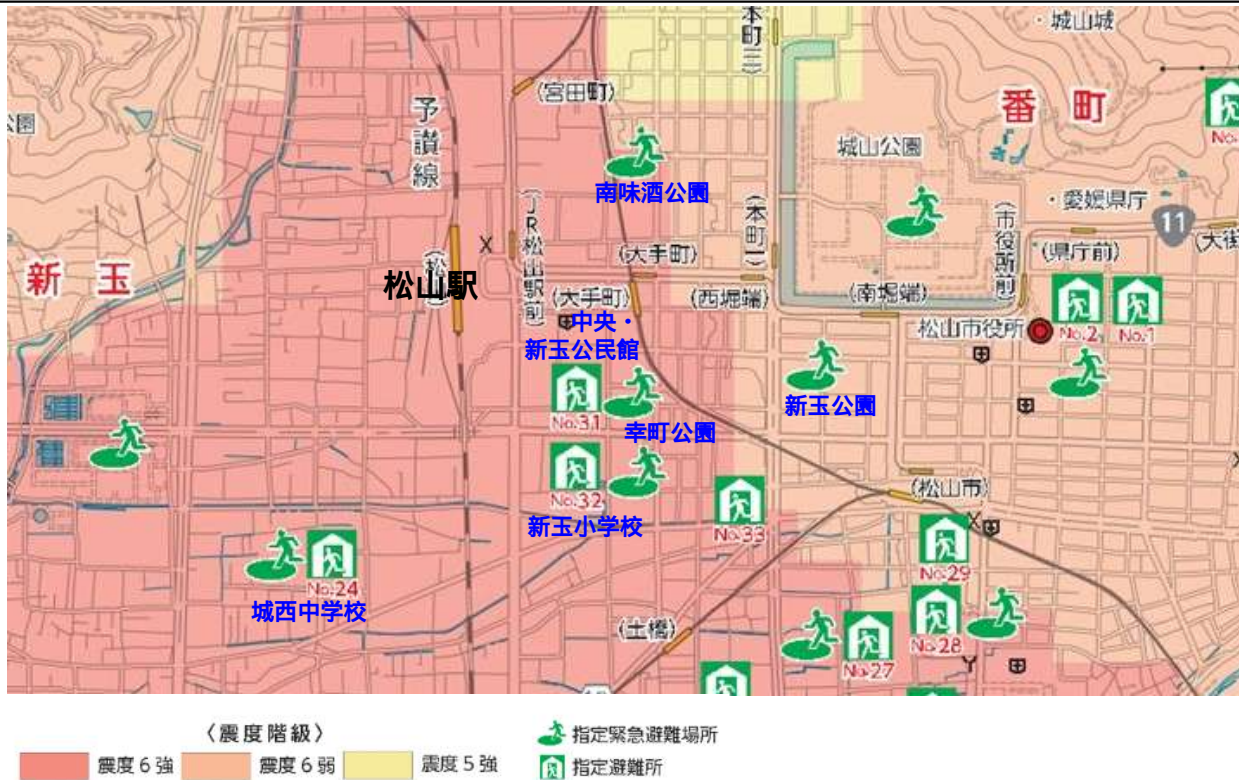 本町三)
・城山城
(宮田町)
番町
公園
予讃線
城山公園
No.
南味酒公園
・愛媛県庁
11
(JR松山駅前)
(本町一)
(市役所前)
(県庁前)
(大街
(大手町)
新玉
松山駅
(大手町)
(西堀端)
(南堀端)
中央・
新玉公民館
松山市役所
No.2
No.1
新玉公園
No.31
幸町公園
No.32
新玉小学校
(松山市)
No.33
No.29
No.24
城西中学校
(土橋)
No.28
No.27
〈震度階級〉
震度6強
震度6弱
震度5強
指定緊急避難場所
指定避難所